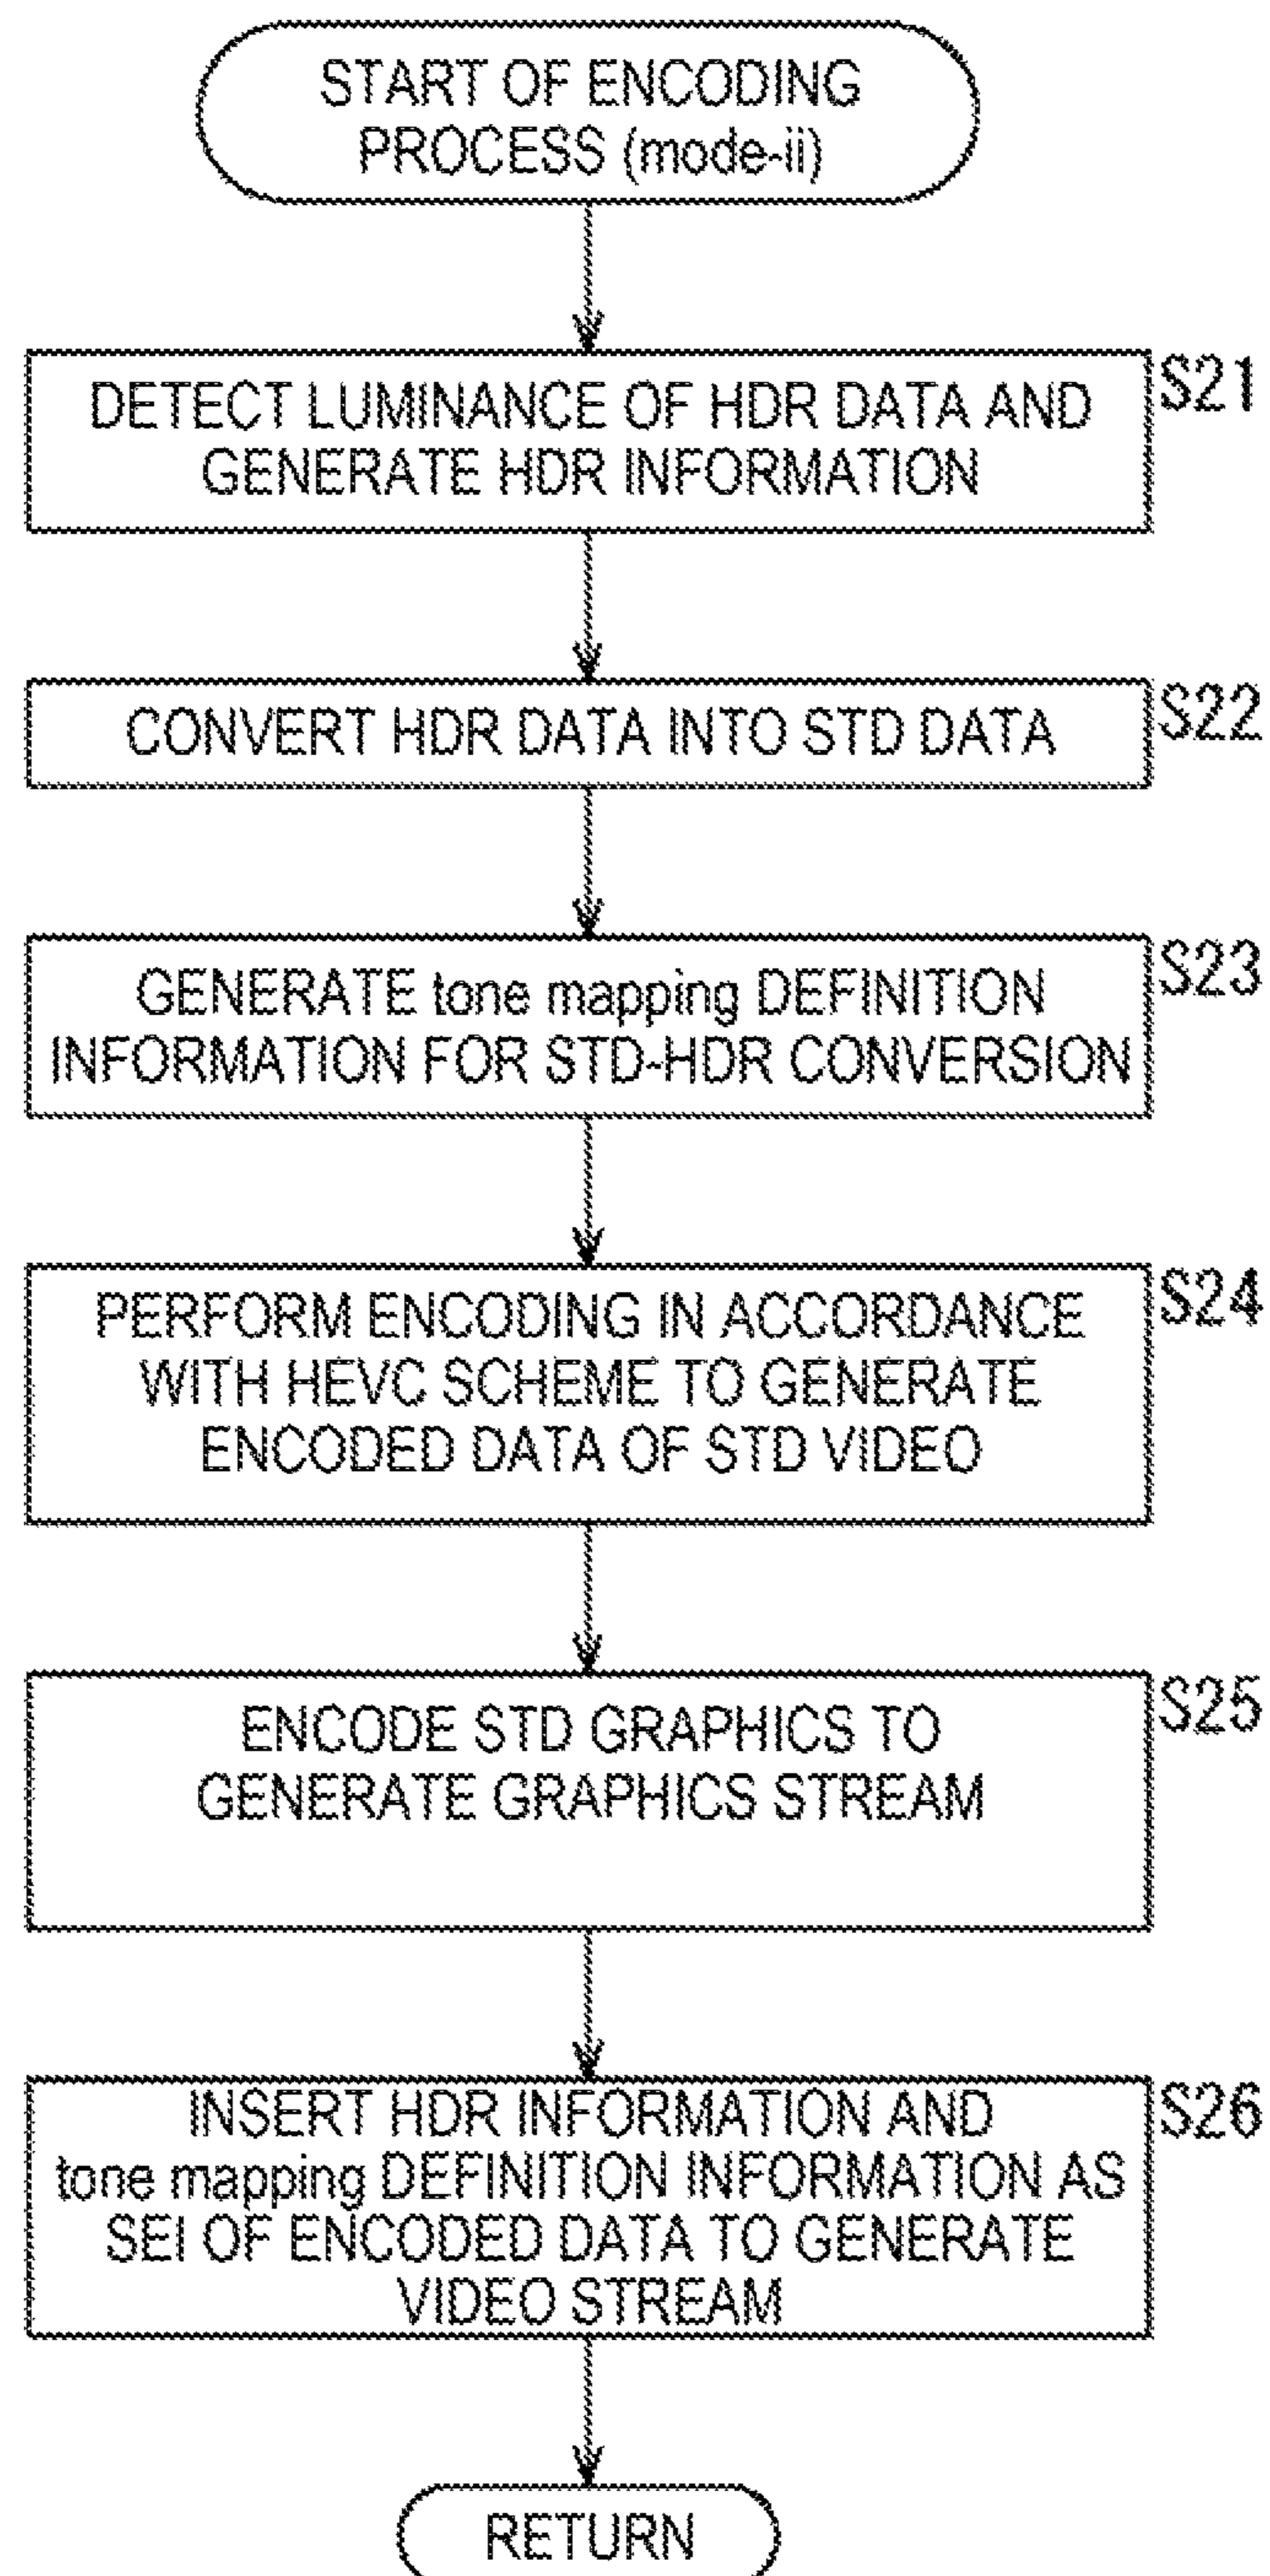 START OF ENCODING
PROCESS (mode-ii)
DETECT LUMINANCE OF HDR DATA AND
GENERATE HDR INFORMATION
S21
CONVERT HDR DATA INTO STD DATA
S22
GENERATE tone mapping DEFINITION
INFORMATION FOR STD-HDR CONVERSION
S23
PERFORM ENCODING IN ACCORDANCE
WITH HEVC SCHEME TO GENERATE
ENCODED DATA OF STD VIDEO
S24
ENCODE STD GRAPHICS TO
GENERATE GRAPHICS STREAM
S25
INSERT HDR INFORMATION AND
tone mapping DEFINITION INFORMATION AS
SEI OF ENCODED DATA TO GENERATE
VIDEO STREAM
S26
RETURN